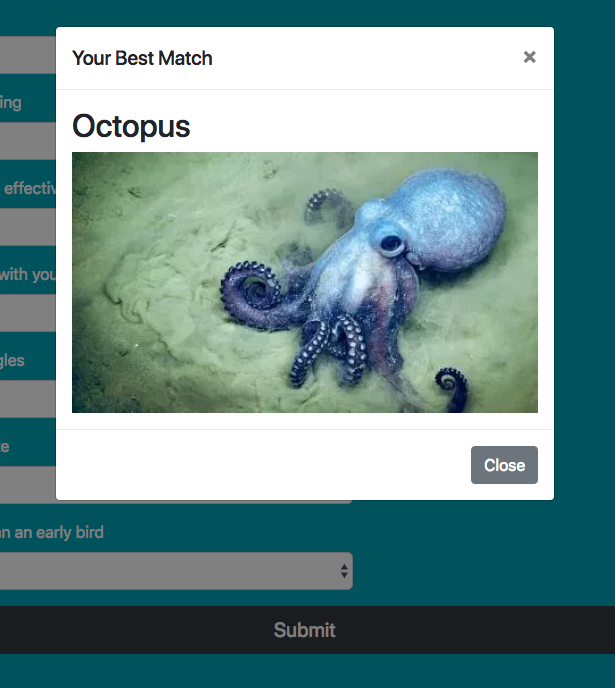 Your Best Match ×
Octopus
ing
effectiv
with you
gles
e
n an early bird
Close
Submit